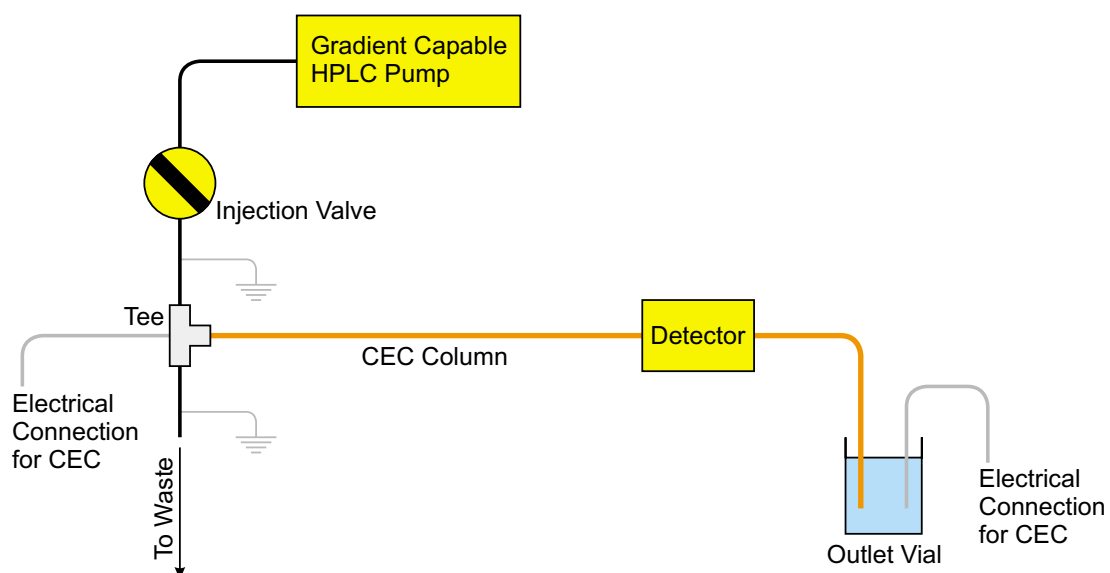 Gradient Capable
HPLC Pump
Injection Valve
Tee
CEC Column
Detector
Electrical
Connection
for CEC
To Waste
Electrical
Connection
for CEC
Outlet Vial